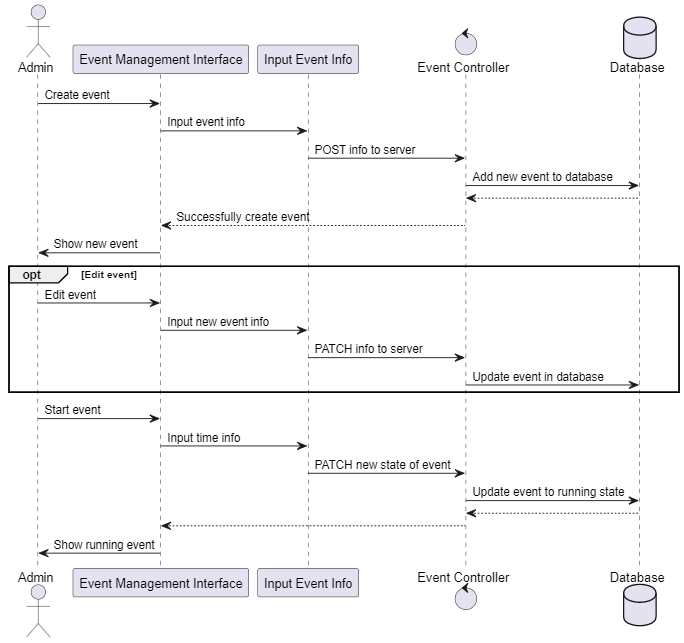 Admin
Event Management Interface
Input Event Info
Event Controller
Database
Create event
Input event info
POST info to server
Add new event to database
Successfully create event
Show new event
opt [Edit event]
Edit event
Input new event info
PATCH info to server
Update event in database
Start event
Input time info
PATCH new state of event
Update event to running state
Show running event
Admin
Event Management Interface
Input Event Info
Event Controller
Database